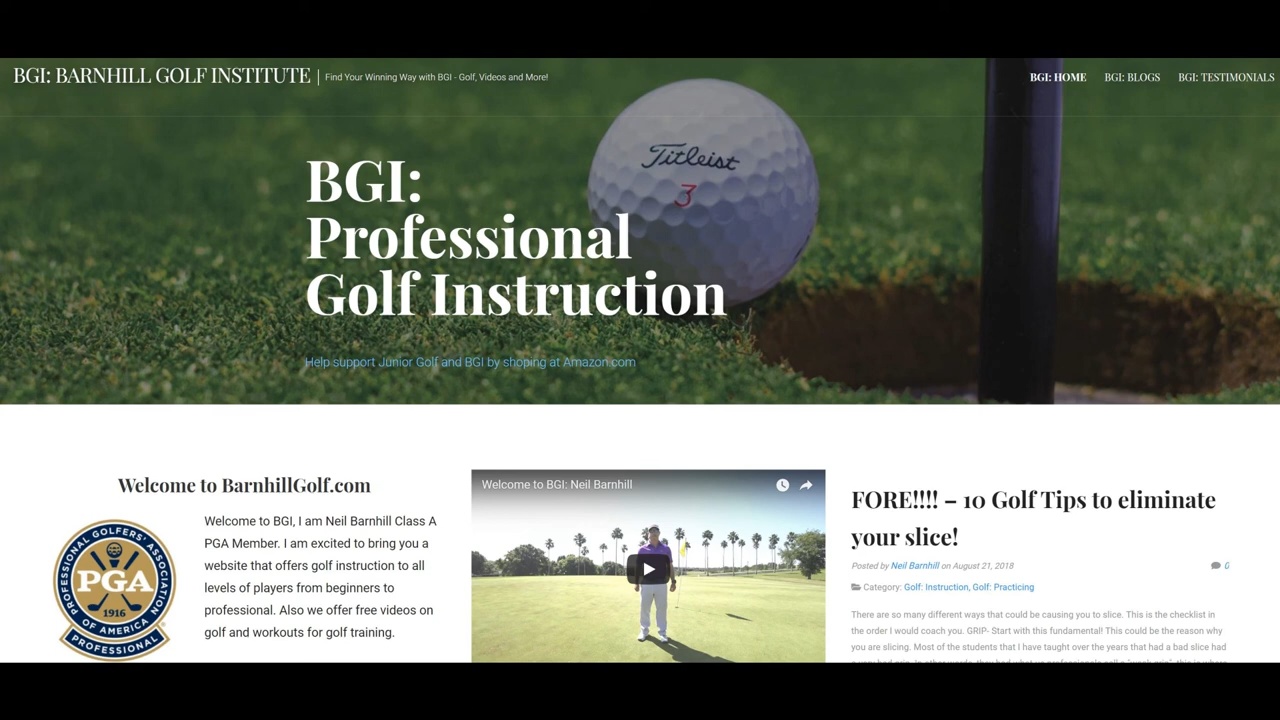 BGI: BARNHILL GOLF INSTITUTE
Find Your Winning Way with BGI - Golf, Videos and More!
BGI: HOME
BGI: BLOGS
BGI: TESTIMONIALS
Titleist
3
BGI:
Professional
Golf Instruction
Help support Junior Golf and BGI by shoping at Amazon.com
Welcome to BarnhillGolf.com
PROFESSIONAL GOLFERS' ASSOCIATION
PGA
1916
OF AMERICA
PROFESSIONAL
Welcome to BGI, I am Neil Barnhill Class A
PGA Member. I am excited to bring you a
website that offers golf instruction to all
levels of players from beginners to
professional. Also we offer free videos on
golf and workouts for golf training.
Welcome to BGI: Neil Barnhill
FORE!!!! – 10 Golf Tips to eliminate
your slice!
Posted by Neil Barnhill on August 21, 2018
0
Category: Golf: Instruction, Golf: Practicing
There are so many different ways that could be causing you to slice. This is the checklist in
the order I would coach you. GRIP- Start with this fundamental! This could be the reason why
you are slicing. Most of the students that I have taught over the years that had a bad slice had